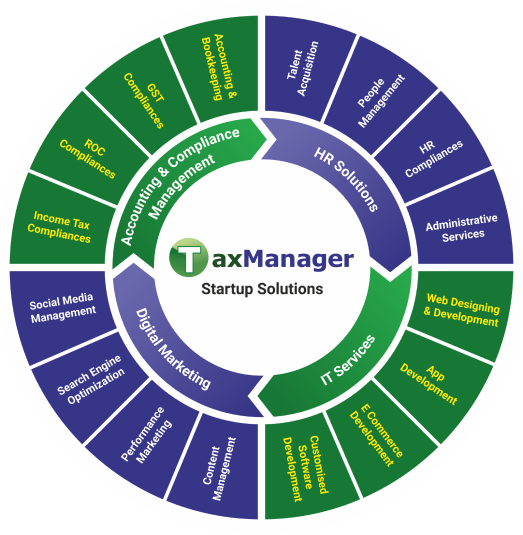 Accounting &
Bookkeeping
Talent
Acquisition
People
Management
HR
Compliances
Administrative
Services
Web Designing
& Development
App
Development
E Commerce
Development
Customised
Software
Development
Content
Management
Performance
Marketing
Search Engine
Optimization
Social Media
Management
Income Tax
Compliances
ROC
Compliances
GST
Compliances
Accounting & Compliance
Management
HR Solutions
IT Services
Digital Marketing
TaxManager
Startup Solutions